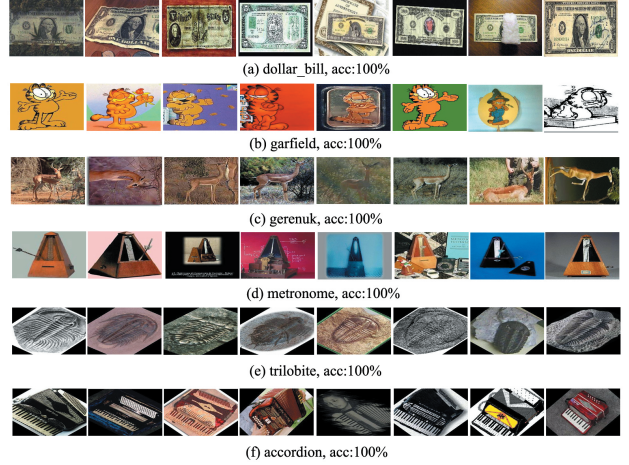 (a) dollar_bill, acc:100%
(b) garfield, acc:100%
(c) gerenuk, acc:100%
(d) metronome, acc:100%
(e) trilobite, acc:100%
(f) accordion, acc:100%